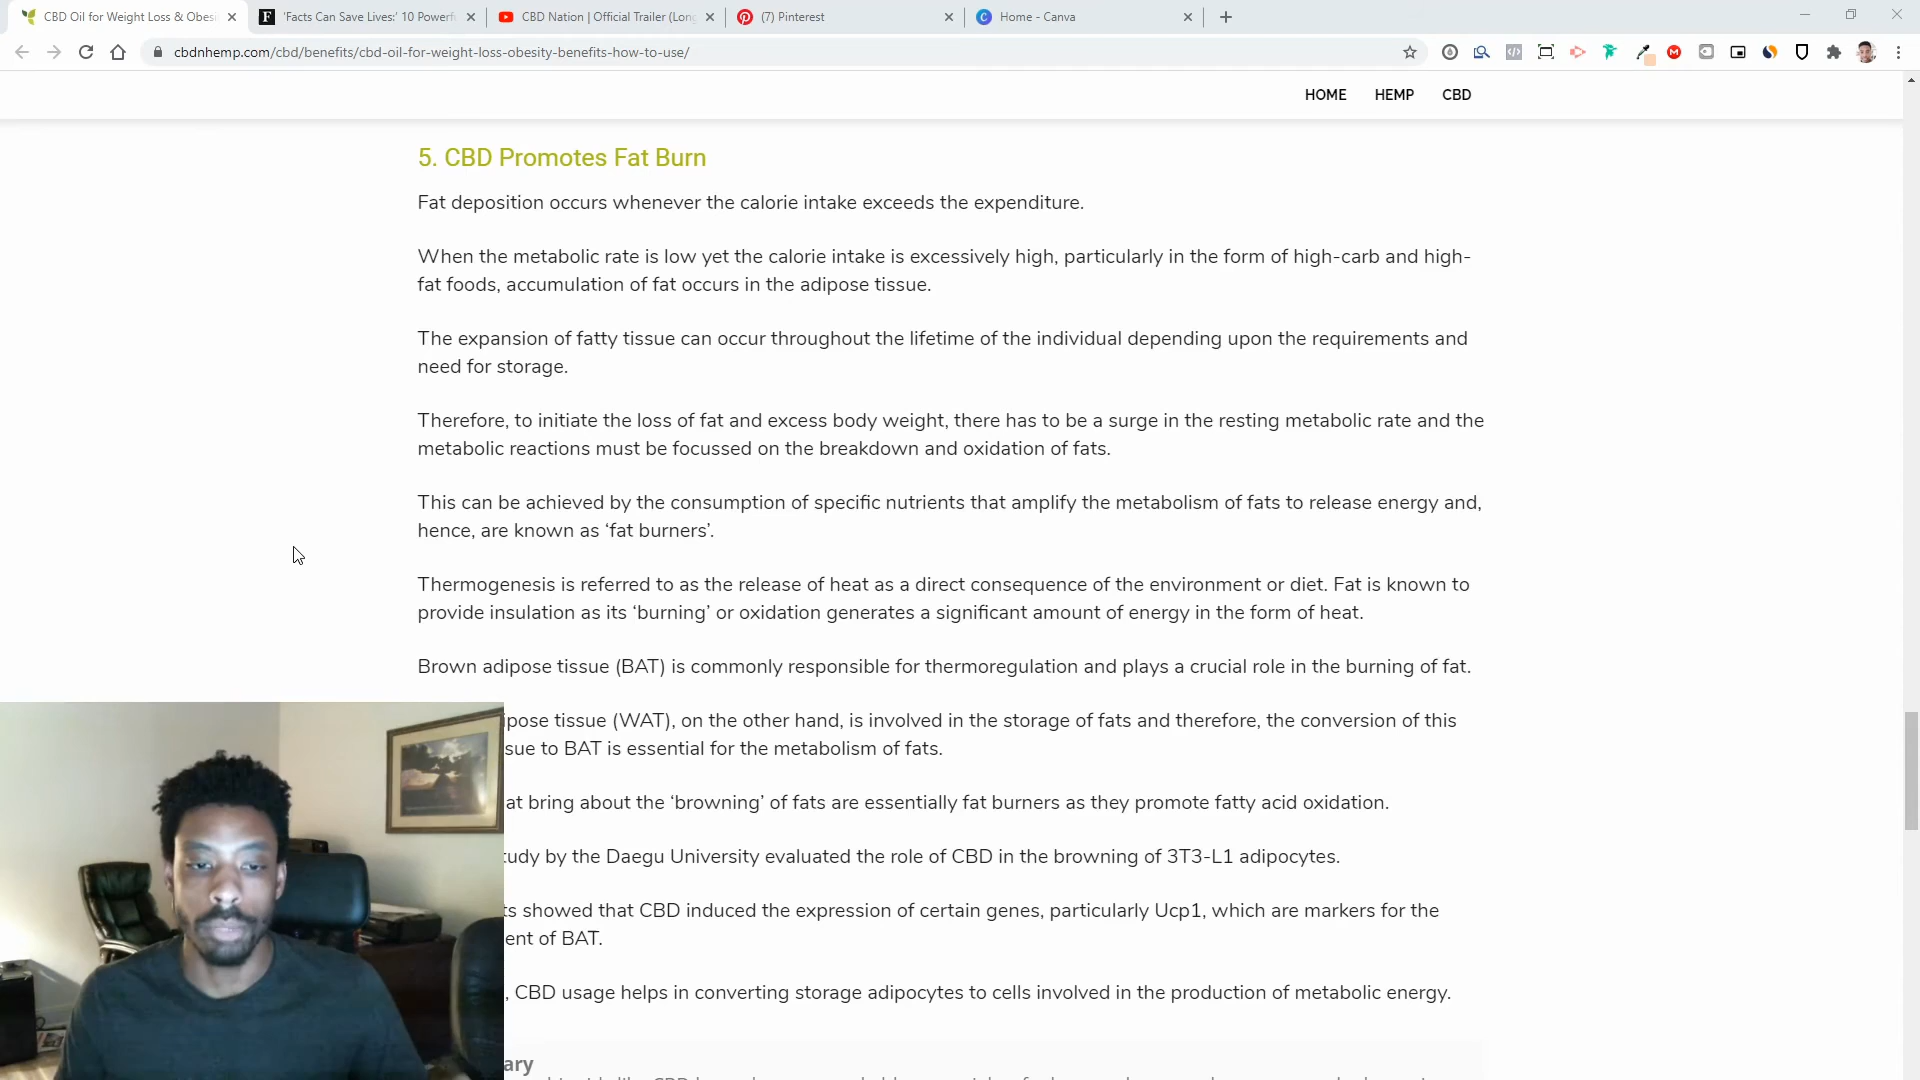 CBD Oil for Weight Loss & Obes
'Facts Can Save Lives:' 10 Powerf
CBD Nation | Official Trailer (Lon
(7) Pinterest
Home - Canva
cbdnhemp.com/cbd/benefits/cbd-oil-for-weight-loss-obesity-benefits-how-to-use/
HOME HEMP CBD
5. CBD Promotes Fat Burn
Fat deposition occurs whenever the calorie intake exceeds the expenditure.
When the metabolic rate is low yet the calorie intake is excessively high, particularly in the form of high-carb and high-
fat foods, accumulation of fat occurs in the adipose tissue.
The expansion of fatty tissue can occur throughout the lifetime of the individual depending upon the requirements and
need for storage.
Therefore, to initiate the loss of fat and excess body weight, there has to be a surge in the resting metabolic rate and the
metabolic reactions must be focussed on the breakdown and oxidation of fats.
This can be achieved by the consumption of specific nutrients that amplify the metabolism of fats to release energy and,
hence, are known as ‘fat burners’.
Thermogenesis is referred to as the release of heat as a direct consequence of the environment or diet. Fat is known to
provide insulation as its ‘burning’ or oxidation generates a significant amount of energy in the form of heat.
Brown adipose tissue (BAT) is commonly responsible for thermoregulation and plays a crucial role in the burning of fat.
ipose tissue (WAT), on the other hand, is involved in the storage of fats and therefore, the conversion of this
sue to BAT is essential for the metabolism of fats.
at bring about the ‘browning’ of fats are essentially fat burners as they promote fatty acid oxidation.
tudy by the Daegu University evaluated the role of CBD in the browning of 3T3-L1 adipocytes.
ts showed that CBD induced the expression of certain genes, particularly Ucp1, which are markers for the
ent of BAT.
, CBD usage helps in converting storage adipocytes to cells involved in the production of metabolic energy.
ary